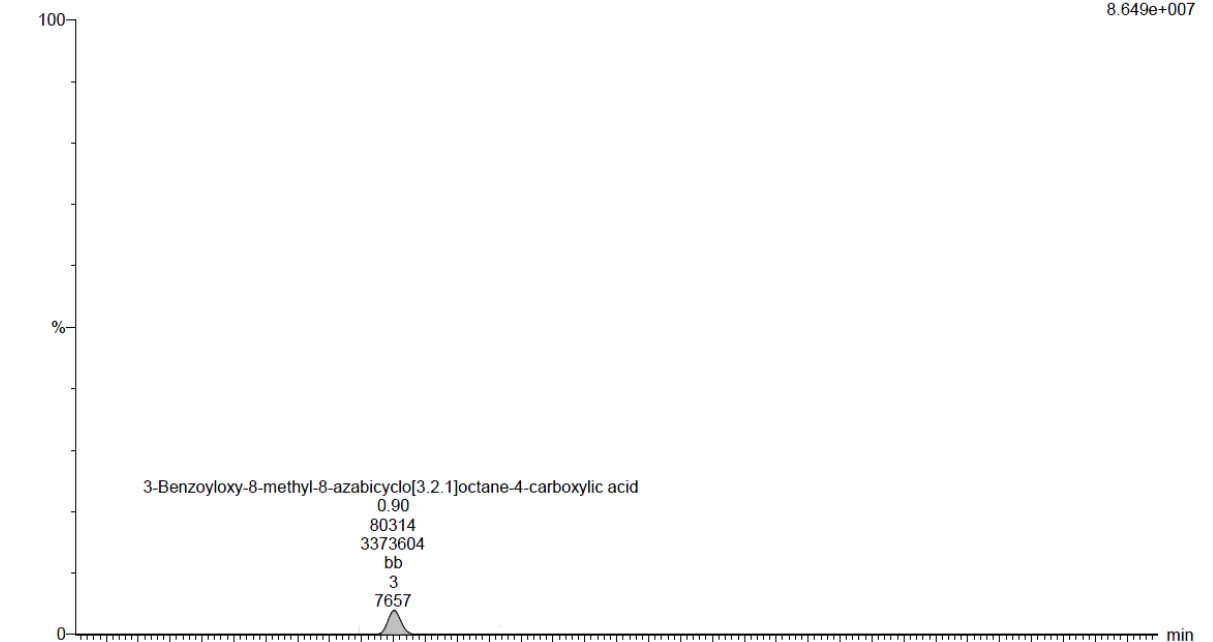 8.649e+007
100
%
3-Benzoyloxy-8-methyl-8-azabicyclo[3.2.1]octane-4-carboxylic acid
0.90
80314
3373604
bb
3
7657
0
min